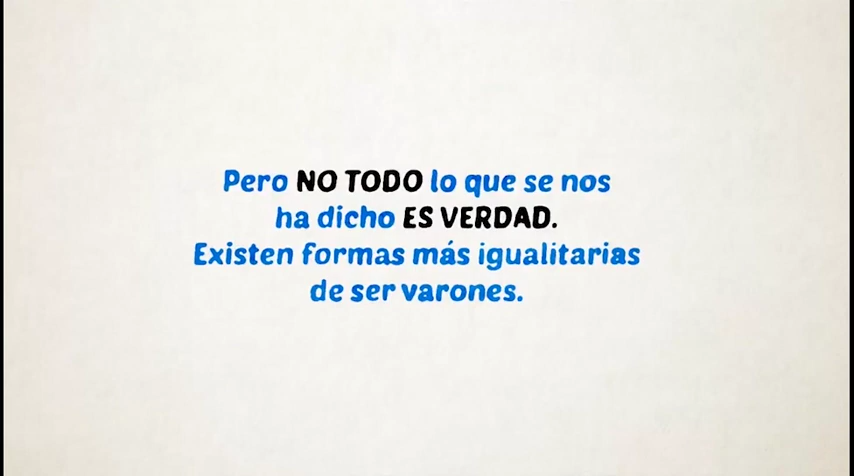 Pero NO TODO lo que se nos
ha dicho ES VERDAD.
Existen formas más igualitarias
de ser varones.